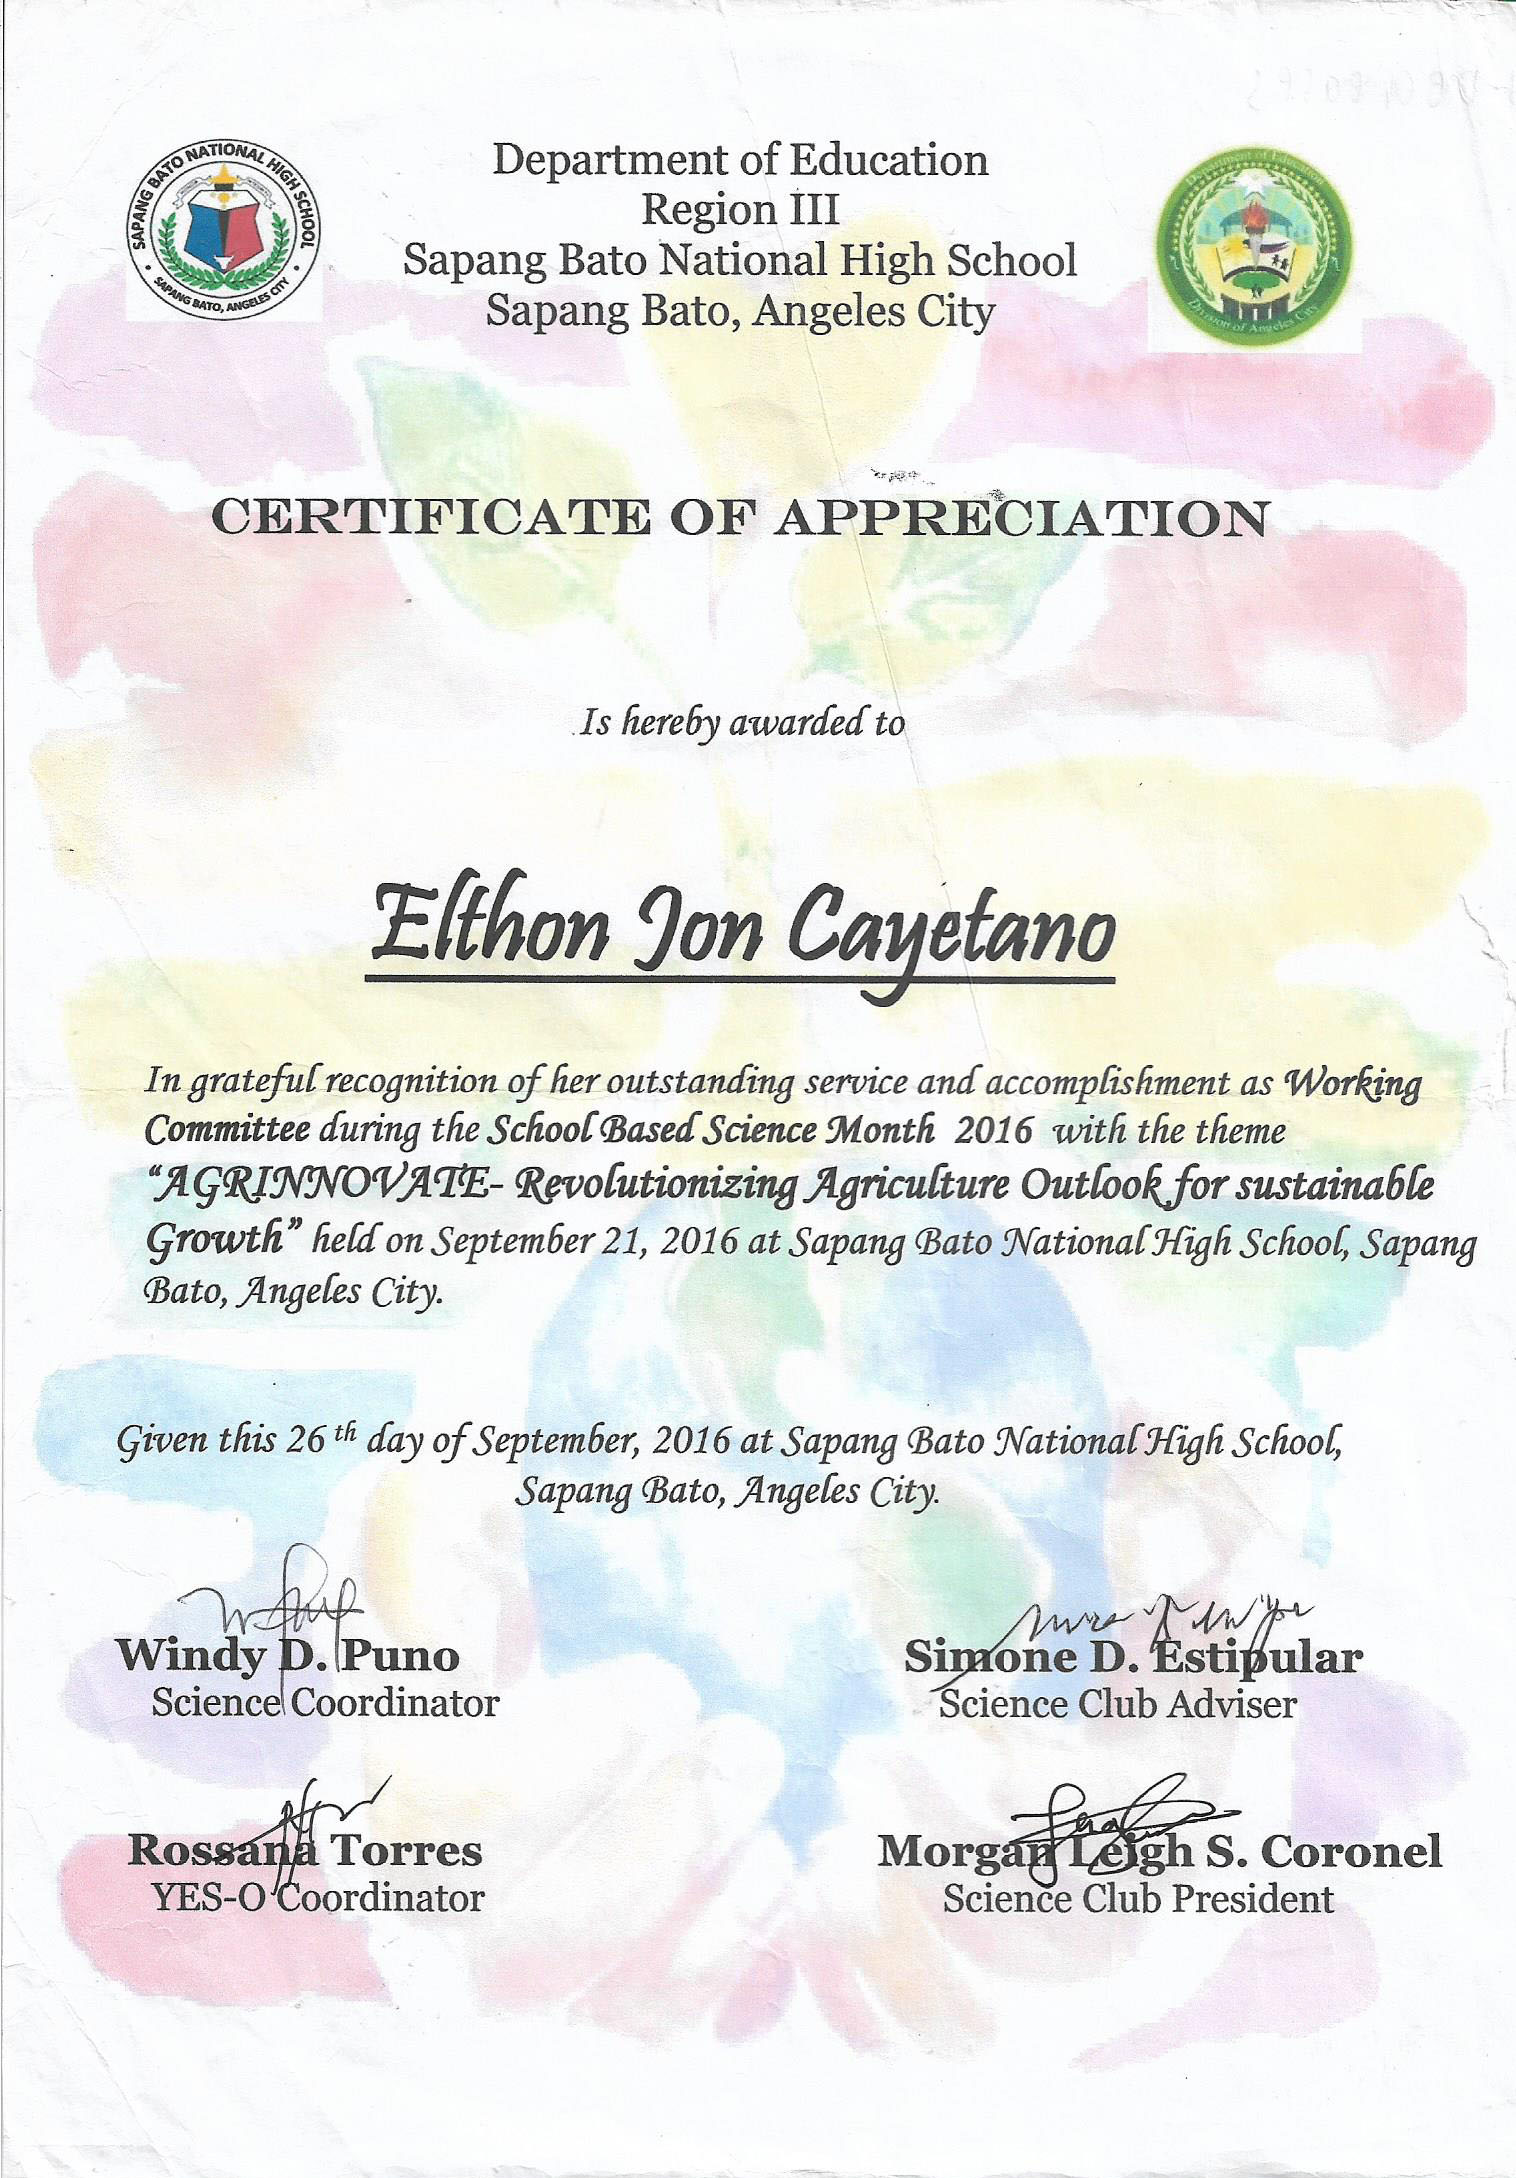 SAPANG BATO NATIONAL HIGH SCHOOL
SAPANG BATO, ANGELES CITY
Department of Education
Region III
Sapang Bato National High School
Sapang Bato, Angeles City
Department of Education
Division of Angeles City
CERTIFICATE OF APPRECIATION
Is hereby awarded to
Elthon Jon Cayetano
In grateful recognition of her outstanding service and accomplishment as Working
Committee during the School Based Science Month 2016 with the theme
“AGRINNOVATE- Revolutionizing Agriculture Outlook for sustainable
Growth” held on September 21, 2016 at Sapang Bato National High School, Sapang
Bato, Angeles City.
Given this 26 th day of September, 2016 at Sapang Bato National High School,
Sapang Bato, Angeles City.
Windy D. Puno
Science Coordinator
Simone D. Estipular
Science Club Adviser
Rossana Torres
YES-O Coordinator
Morgan Leigh S. Coronel
Science Club President